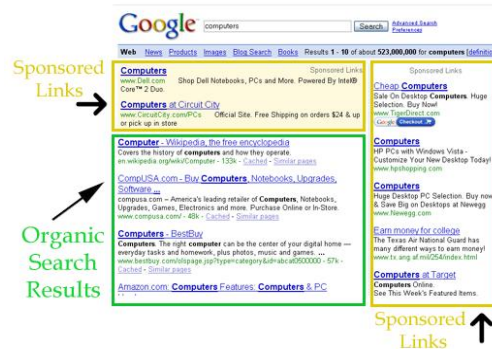 Google
computers
Search
Advanced Search
Preferences
Web News Products Images Blog Search Books Results 1 - 10 of about 523,000,000 for computers [definiti
Sponsored
Links
Computers
Sponsored Links
www.Dell.com Shop Dell Notebooks, PCs and More. Powered By Intel®
Core™ 2 Duo.
Computers at Circuit City
www.CircuitCity.com/PCs Official Site. Free Shipping on orders $24 & up
or pick up in store
Computer - Wikipedia, the free encyclopedia
Covers the history of computers and how they operate.
en.wikipedia.org/wiki/Computer - 133k - Cached - Similar pages
CompUSA.com - Buy Computers, Notebooks, Upgrades,
Software ...
compusa.com – America's leading retailer of Computers, Notebooks,
Upgrades, Games, Electronics and more. Purchase Online or In-Store.
www.compusa.com/ - 48k - Cached - Similar pages
Computers - BestBuy
Computers. The right computer can be the center of your digital home —
everyday tasks and homework, plus photos, music and games. ...
www.bestbuy.com/olspage.jsp?type=category&id=abcat0500000 - 57k -
Cached - Similar pages
Amazon.com: Computers Features: Computers & PC
Organic
Search
Results
Sponsored Links
Cheap Computers
Sale On Desktop Computers. Huge
Selection. Buy Now!
www.TigerDirect.com
Google Checkout
Computers
HP PCs with Windows Vista -
Customize Your New Desktop Today!
www.hpshopping.com
Computers
Huge Desktop PC Selection. Buy now
& Save Big on Desktops at Newegg
www.Newegg.com
Earn money for college
The Texas Air National Guard has
many different ways to earn money!
www.tx.ang.af.mil/254/index.html
Computers at Target
Computers Online.
See This Week's Featured Items.
Sponsored
Links